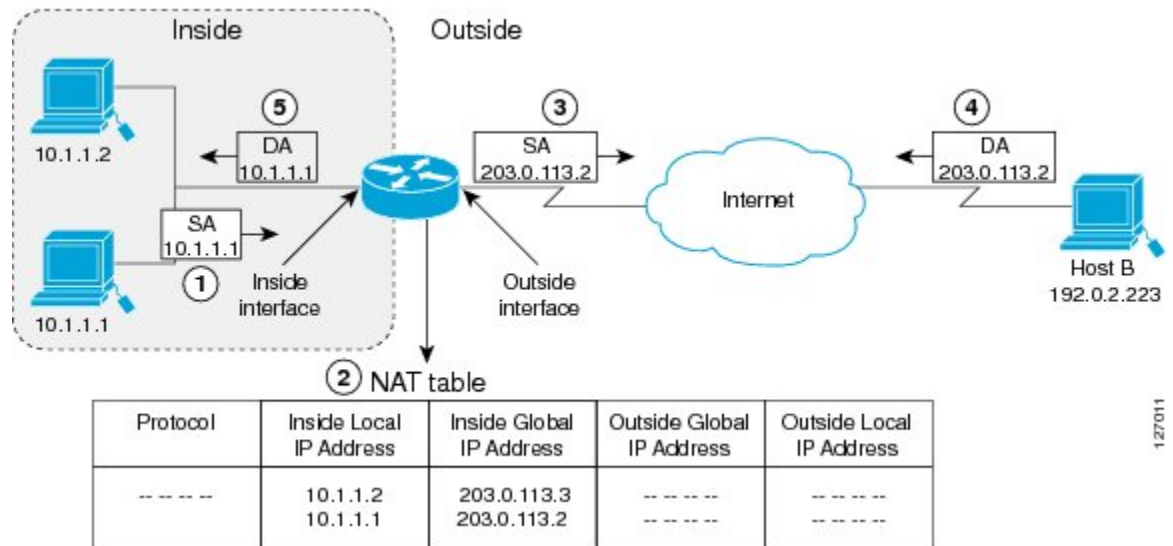 Inside
Outside
10.1.1.2
5
DA
10.1.1.1
3
SA
203.0.113.2
4
DA
203.0.113.2
Internet
SA
10.1.1.1
1
10.1.1.1
Inside
interface
Outside
interface
Host B
192.0.2.223
2 NAT table
Protocol
Inside Local
IP Address
Inside Global
IP Address
Outside Global
IP Address
Outside Local
IP Address
-- -- -- -- 10.1.1.2 203.0.113.3 -- -- -- -- -- -- -- --
10.1.1.1 203.0.113.2 -- -- -- -- -- -- -- --
127011